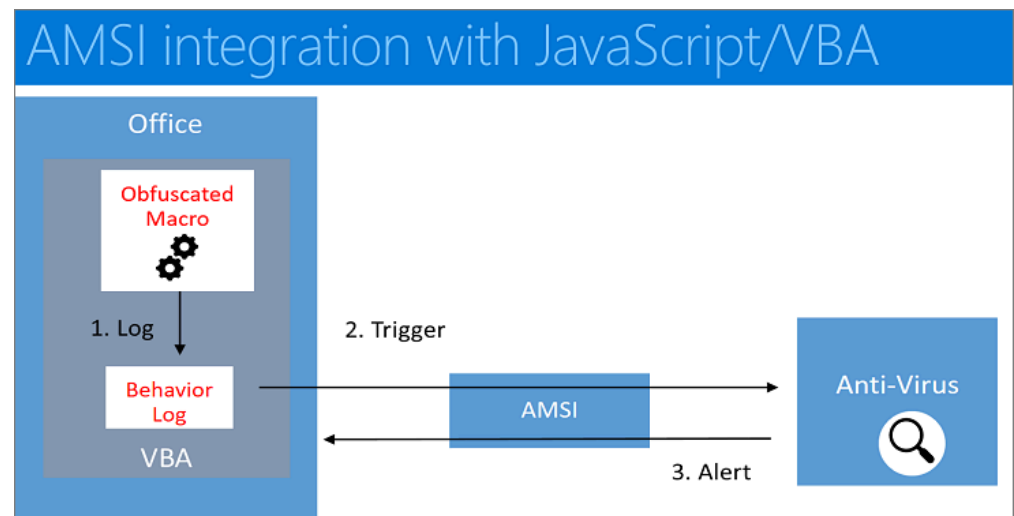 AMSI integration with JavaScript/VBA
Office
Obfuscated
Macro
1. Log
2. Trigger
Behavior
Log
VBA
AMSI
Anti-Virus
3. Alert